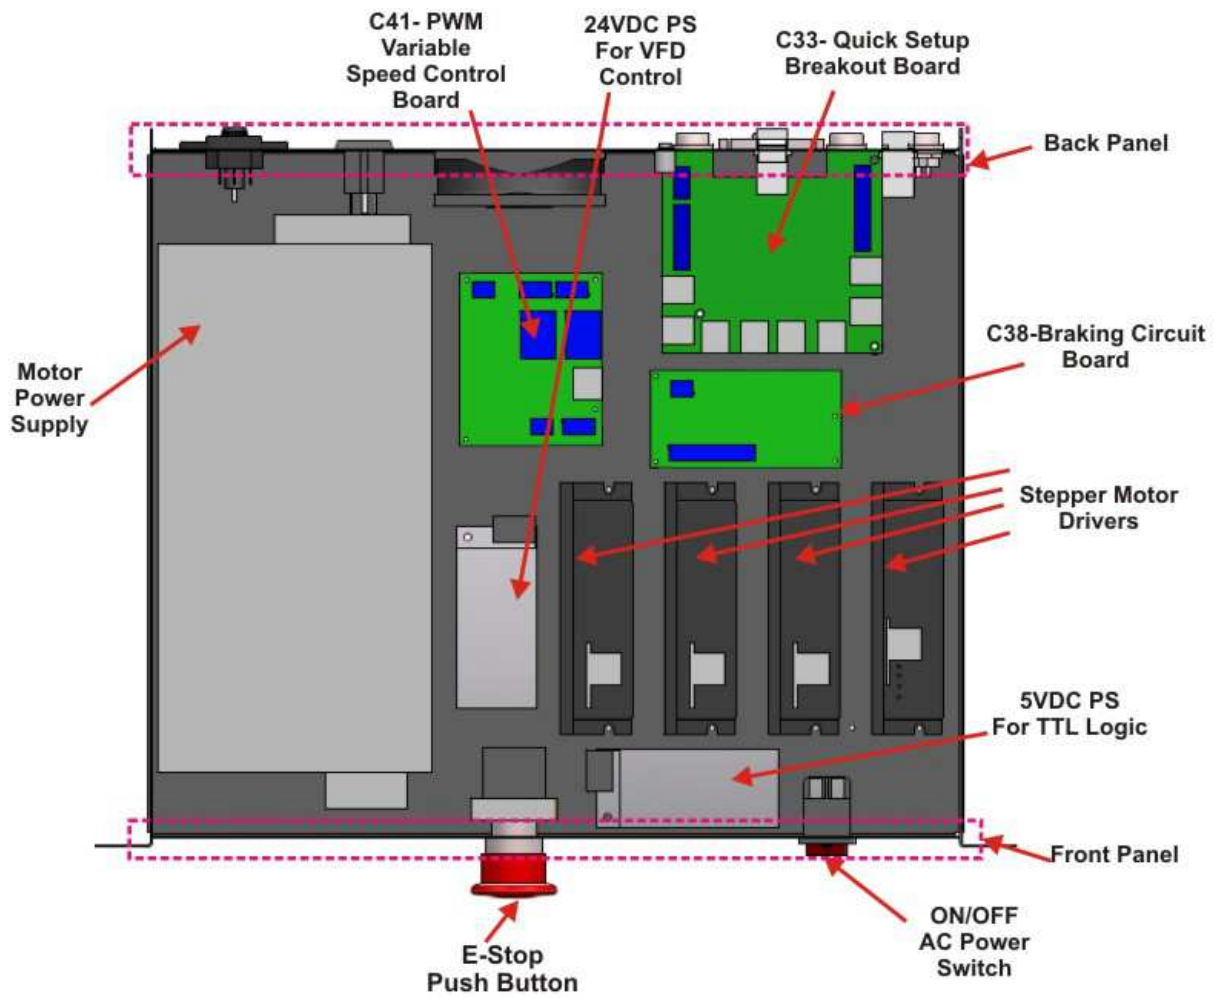 C41- PWM
Variable
Speed Control
Board
24VDC PS
For VFD
Control
C33- Quick Setup
Breakout Board
Back Panel
C38-Braking Circuit
Board
Motor
Power
Supply
Stepper Motor
Drivers
5VDC PS
For TTL Logic
Front Panel
ON/OFF
AC Power
Switch
E-Stop
Push Button